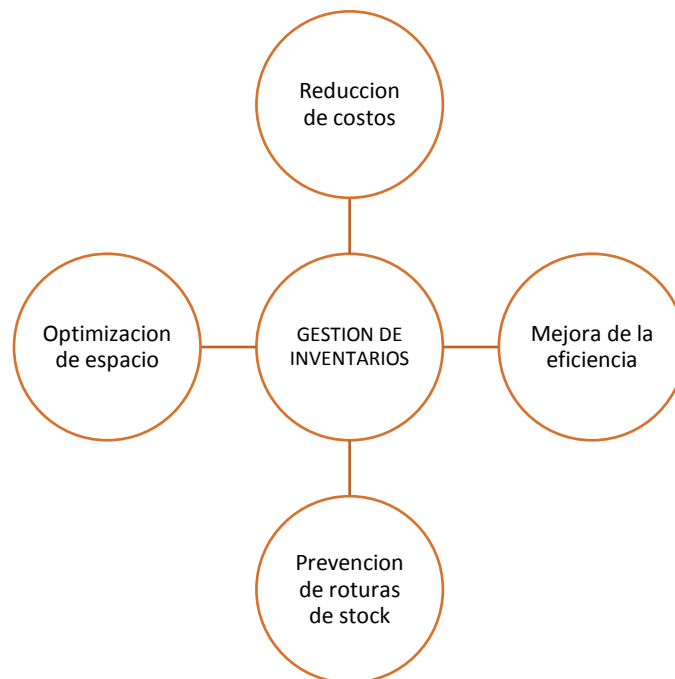 Reduccion
de costos
Optimizacion
de espacio
GESTION DE
INVENTARIOS
Mejora de la
eficiencia
Prevencion
de roturas
de stock